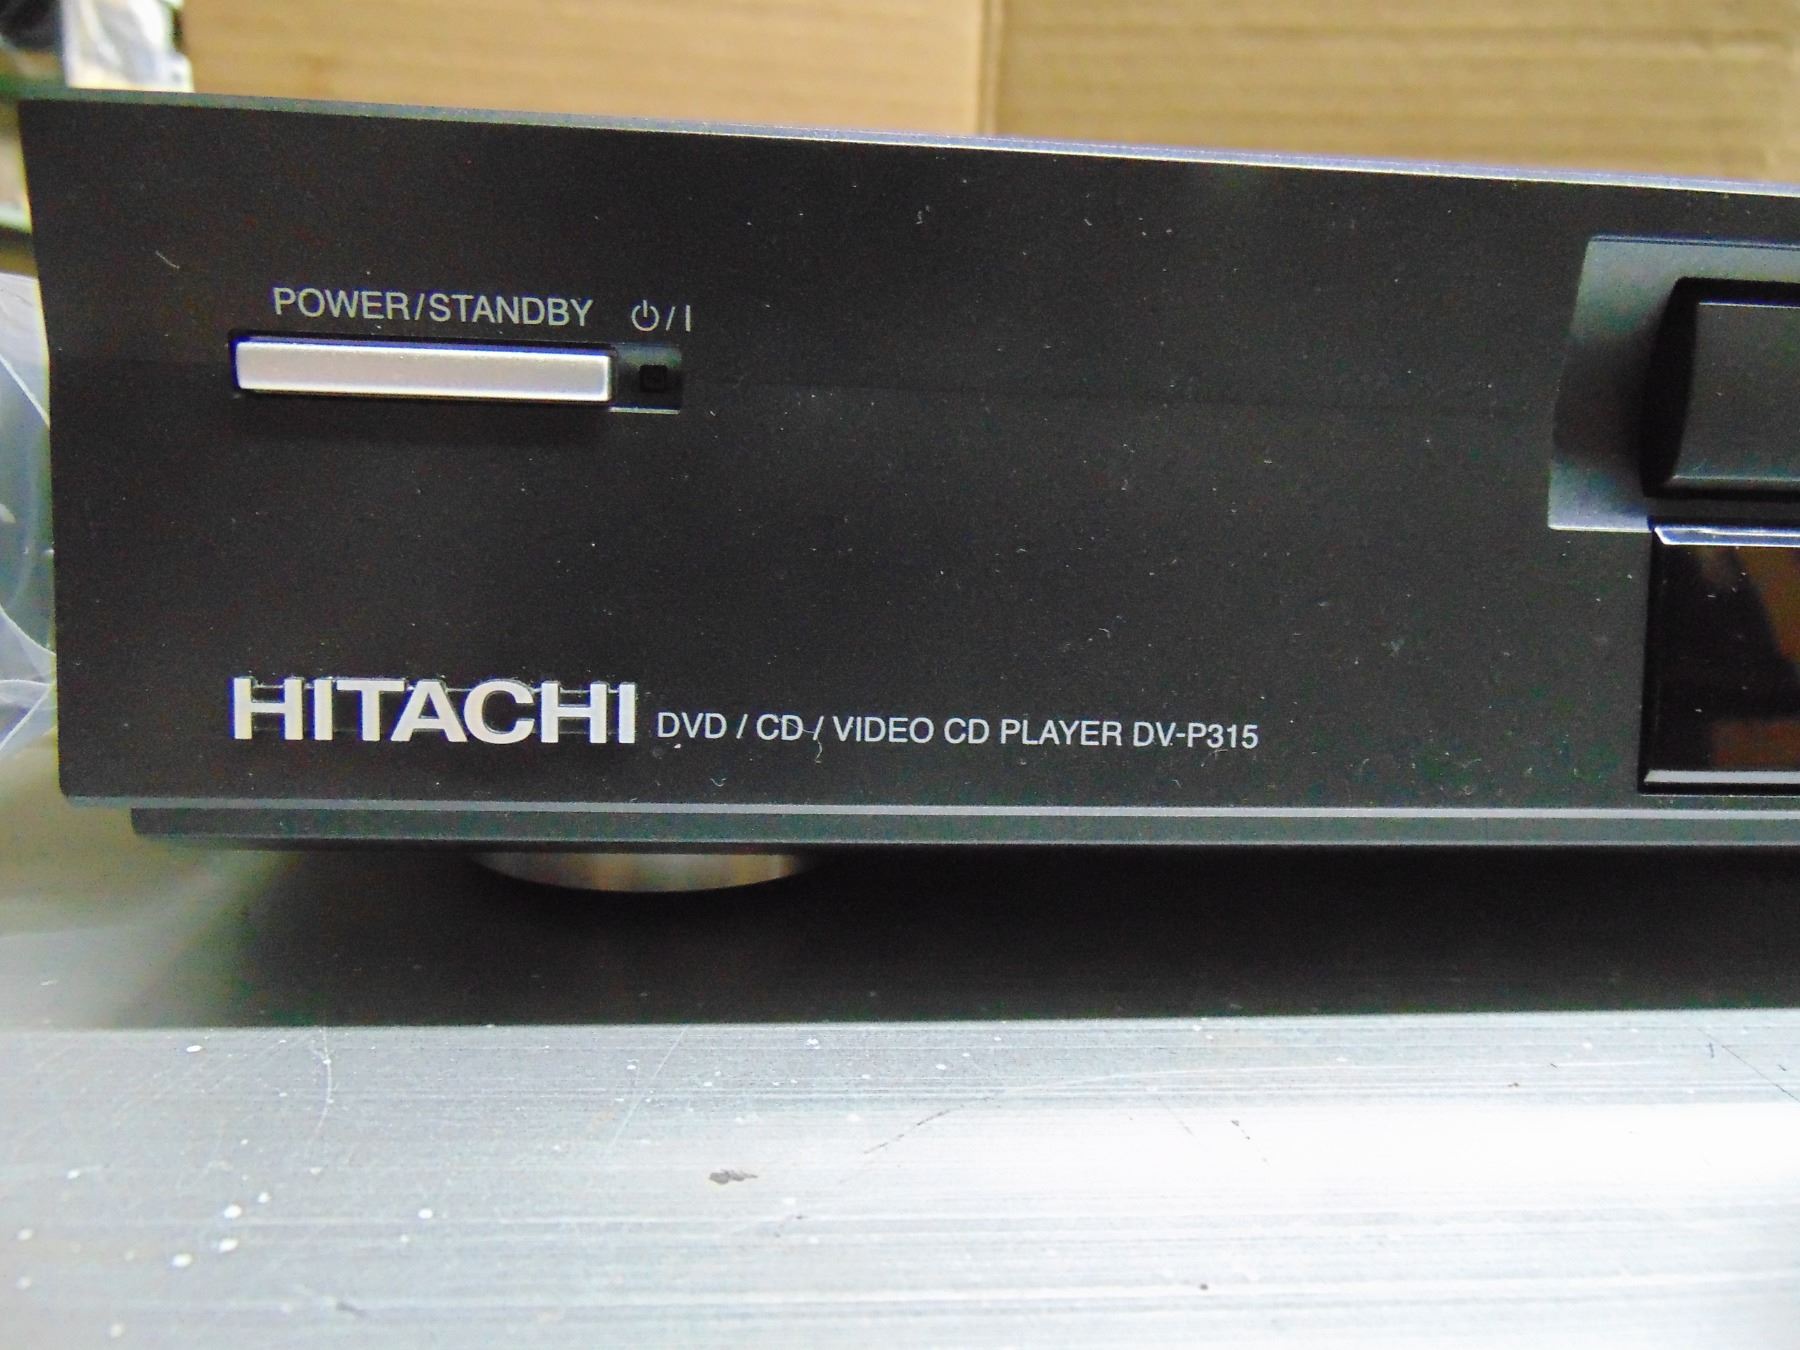 POWER/STANDBY ⏻/I
HITACHI DVD / CD / VIDEO CD PLAYER DV-P315